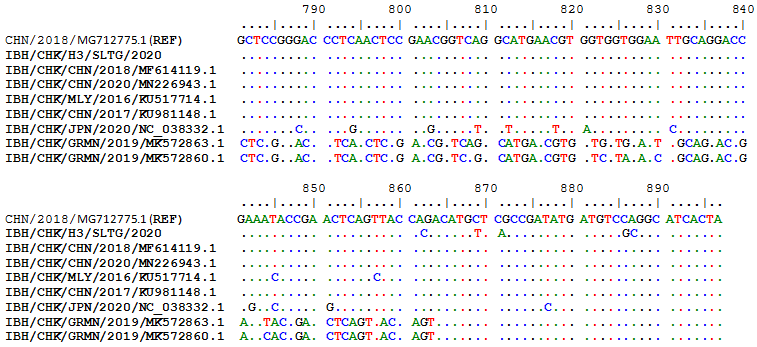 790 800 810 820 830 840
CHN/2018/MG712775.1(REF) GCTCCGGGAC CCTCAACTCC GAACGGTCAG GCATGAACGT GGTGGTGGAA TTGCAGGACC
IBH/CHK/H3/SLTG/2020 .......... .......... .......... .......... .......... ..........
IBH/CHK/CHN/2018/MF614119.1 .......... .......... .......... .......... .......... ..........
IBH/CHK/CHN/2020/MN226943.1 .......... .......... .......... .......... .......... ..........
IBH/CHK/MLY/2016/KU517714.1 .......... .......... .......... .......... .......... ..........
IBH/CHK/CHN/2017/KU981148.1 .......... .......... .......... .......... .......... ..........
IBH/CHK/JPN/2020/NC_038332.1 .......C.. ...G...... ..G.....T. .T.....T.. A......... C.........
IBH/CHK/GRMN/2019/MK572863.1 CTC.G..AC. .TCA.CTC.G A.CG.TCAG. CATGA.CGTG .TG.TG.A.T .GCAG.AC.G
IBH/CHK/GRMN/2019/MK572860.1 CTC.G..AC. .TCA.CTC.G A.CG.TC.G. CATGA.CGTG .TC.TA.A.C .GCAG.AC.G
850 860 870 880 890
CHN/2018/MG712775.1(REF) GAAATACCGA ACTCAGTTAC CAGACATGCT CGCCGATATG ATGTCCAGGC ATCACTA
IBH/CHK/H3/SLTG/2020 .......... .......... .C......T. A......... .....GC... .......
IBH/CHK/CHN/2018/MF614119.1 .......... .......... .......... .......... .......... .......
IBH/CHK/CHN/2020/MN226943.1 .......... .......... .......... .......... .......... .......
IBH/CHK/MLY/2016/KU517714.1 ....C..... ......C... .......... .......... .......... .......
IBH/CHK/CHN/2017/KU981148.1 .......... .......... .......... .......... .......... .......
IBH/CHK/JPN/2020/NC_038332.1 .G.C...... C......... .......... ......C... .......... .......
IBH/CHK/GRMN/2019/MK572863.1 A..TAC.GA. CTCAGT.AC. AGT....... .......... .......... .......
IBH/CHK/GRMN/2019/MK572860.1 A..CAC.GA. CTCAGT.AC. AGT....... .......... .......... .......